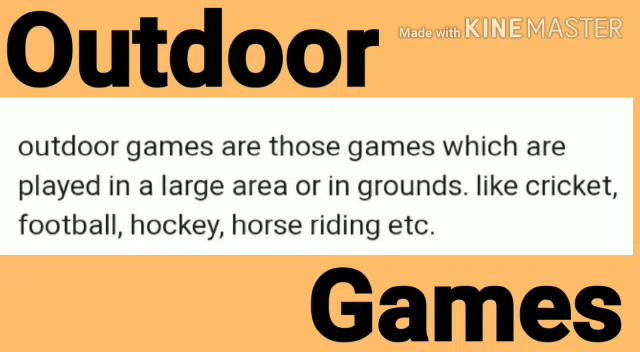 Outdoor
Made with KINEMASTER
outdoor games are those games which are
played in a large area or in grounds. like cricket,
football, hockey, horse riding etc.
Games